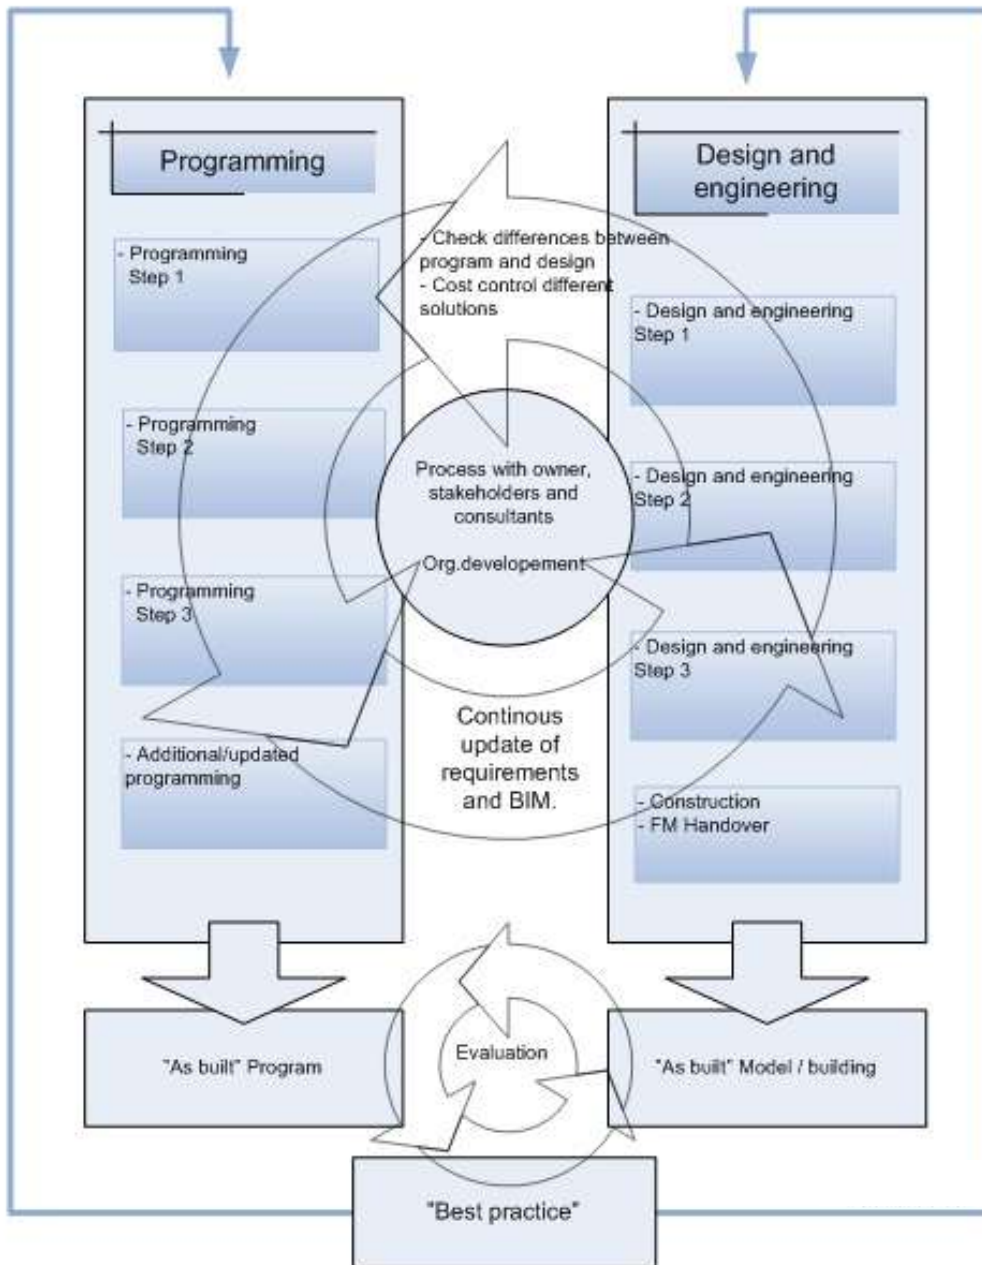 Programming
- Programming
Step 1
- Programming
Step 2
- Programming
Step 3
- Additional/updated
programming
- Check differences between
program and design
- Cost control different
solutions
Process with owner,
stakeholders and
consultants
Org.developement
Continous
update of
requirements
and BIM.
Design and
engineering
- Design and engineering
Step 1
- Design and engineering
Step 2
- Design and engineering
Step 3
- Construction
- FM Handover
"As built" Program
Evaluation
"As built" Model / building
"Best practice"